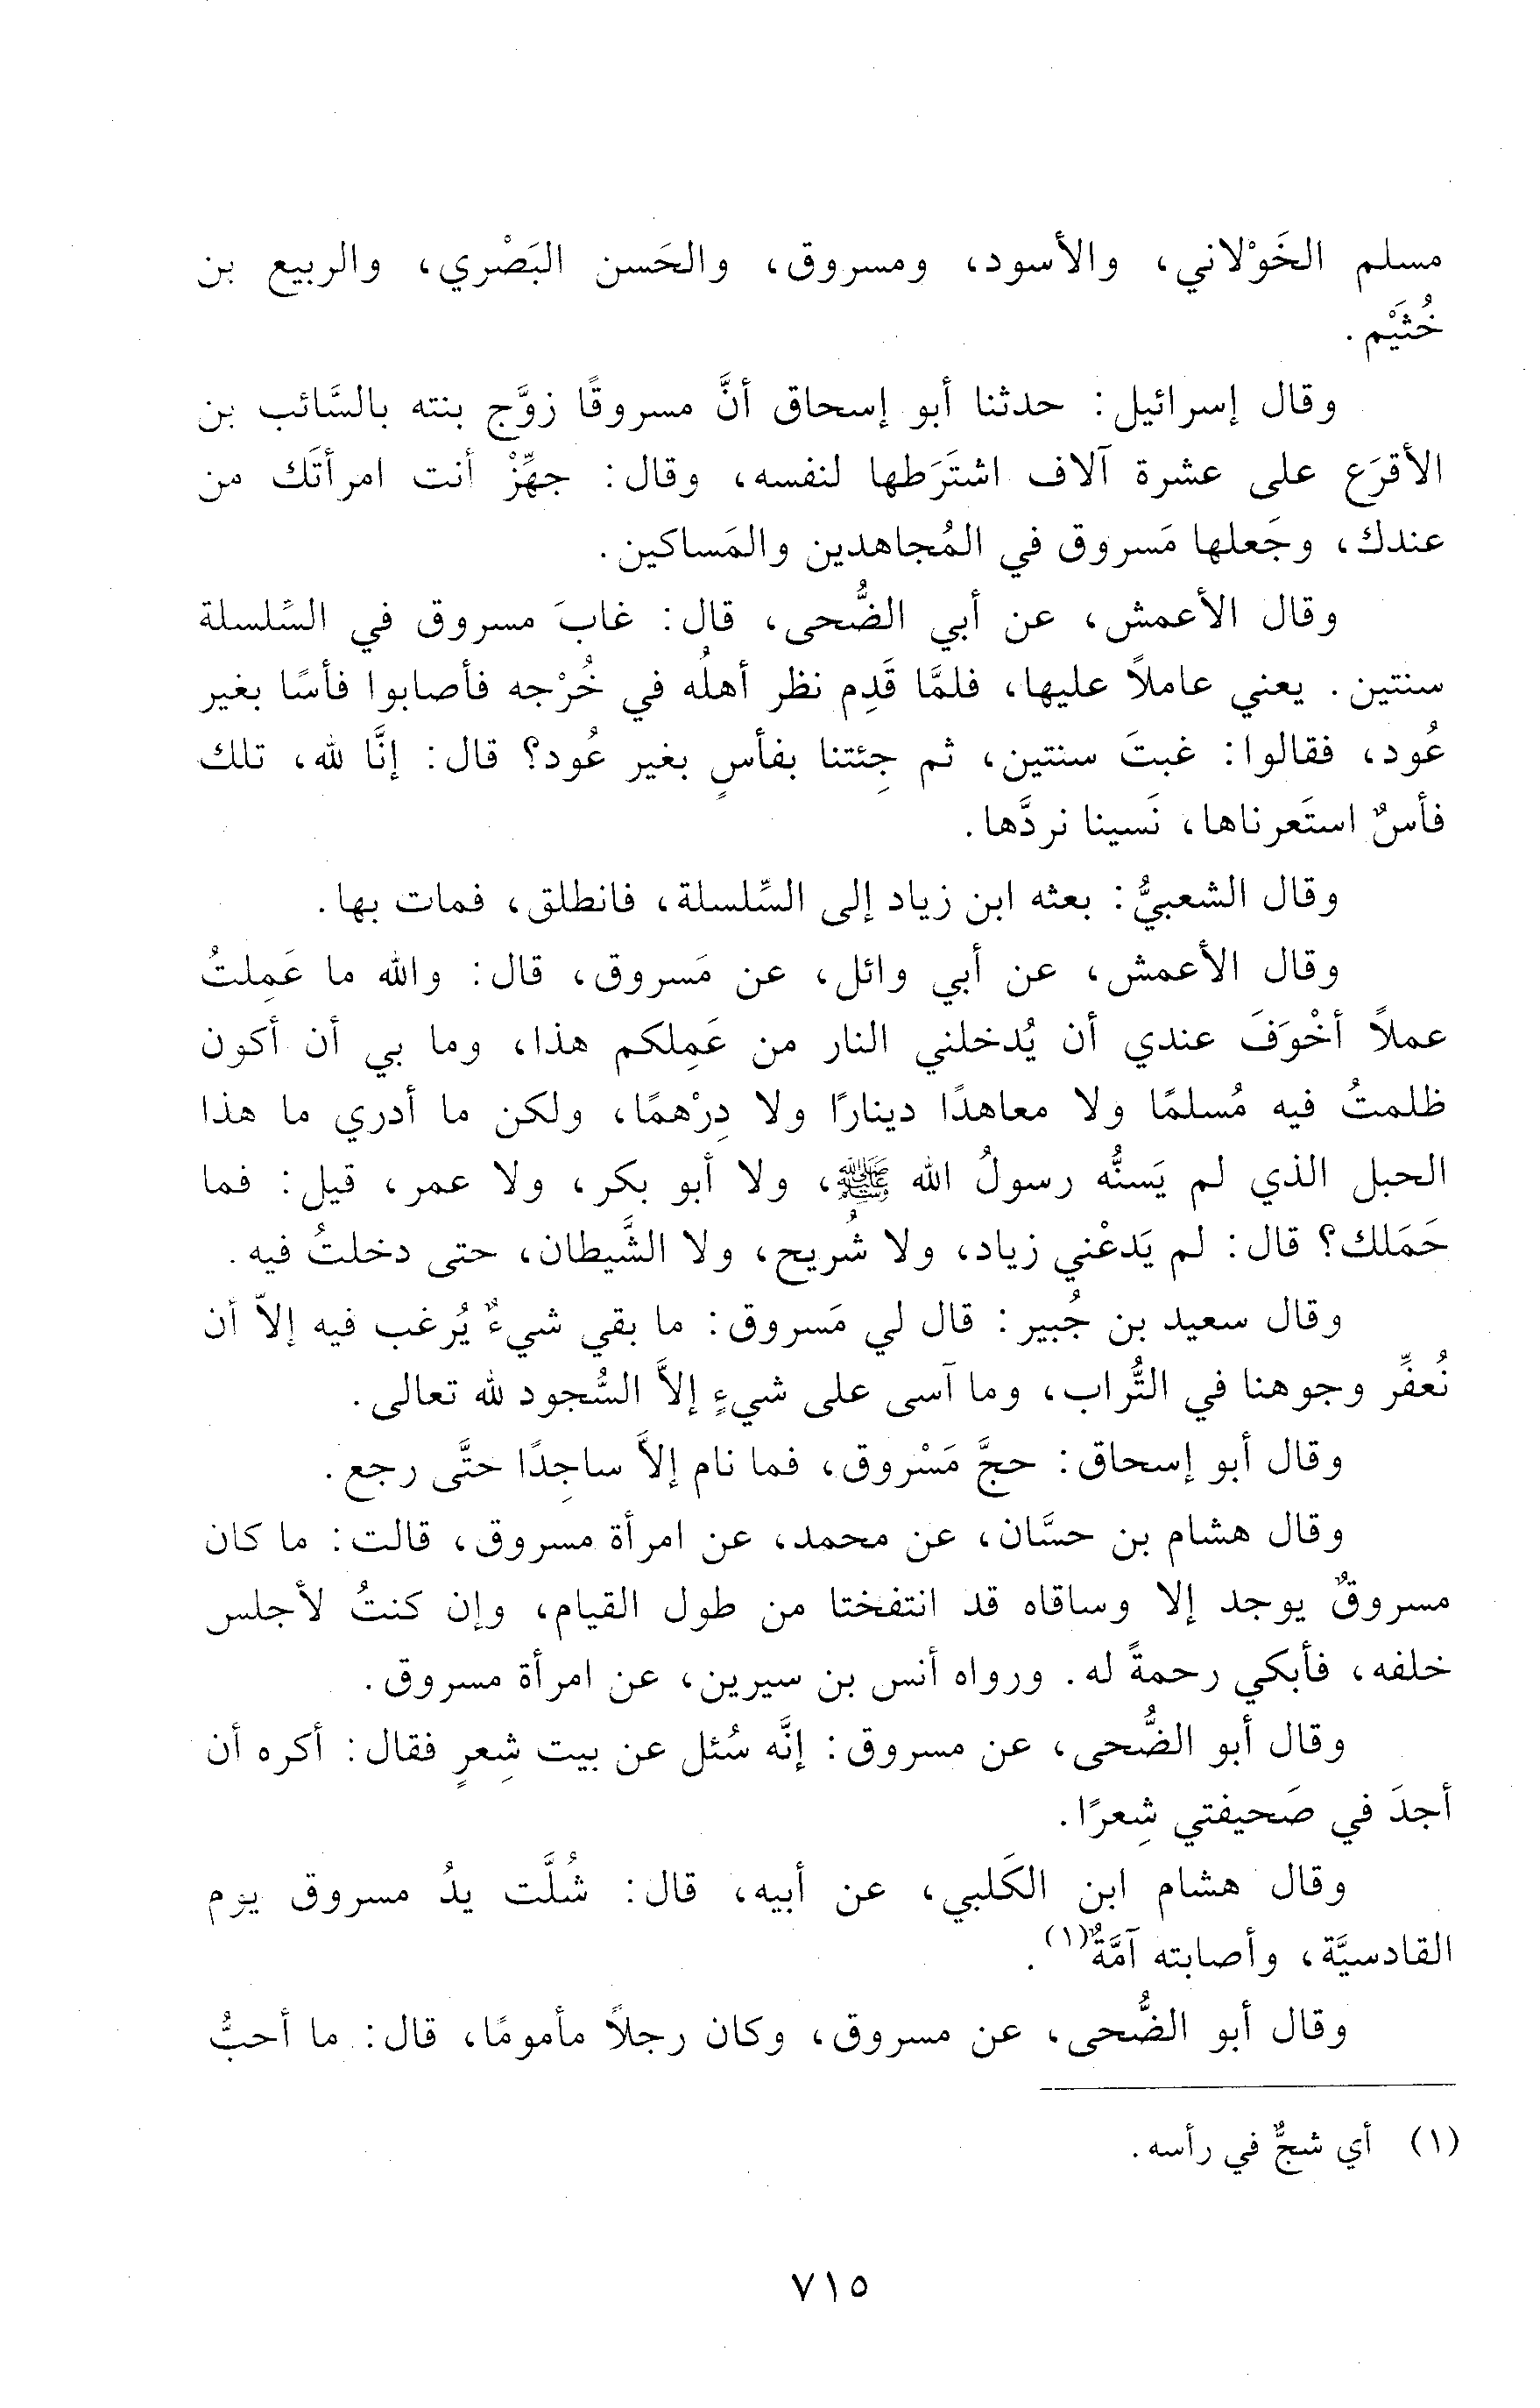 مسلم الخَوْلاني، والأسود، ومسروق، والحَسن البَصْري، والربيع بن
خُثَيْم.
وقال إسرائيل: حدثنا أبو إسحاق أنَّ مسروقًا زوَّج بنته بالسَّائب بن
الأقرَع على عشرة آلاف اشتَرَطها لنفسه، وقال: جهِّزْ أنت امرأتَك من
عندك، وجَعلها مَسروق في المُجاهدين والمَساكين.
وقال الأعمش، عن أبي الضُّحى، قال: غابَ مسروق في السِّلسلة
سنتين. يعني عاملاً عليها، فلمَّا قَدِم نظر أهلُه في خُرْجه فأصابوا فأسًا بغير
عُود، فقالوا: غبتَ سنتين، ثم جِئتنا بفأسٍ بغير عُود؟ قال: إنَّا لله، تلك
فأسٌ استَعرناها، نَسينا نردَّها.
وقال الشعبيُّ: بعثه ابن زياد إلى السِّلسلة، فانطلق، فمات بها.
وقال الأعمش، عن أبي وائل، عن مَسروق، قال: والله ما عَمِلتُ
عملاً أخْوَفَ عندي أن يُدخلني النار من عَمِلكم هذا، وما بي أن أكون
ظلمتُ فيه مُسلمًا ولا معاهدًا دينارًا ولا دِرْهمًا، ولكن ما أدري ما هذا
الحبل الذي لم يَسنُّه رسولُ الله ﷺ، ولا أبو بكر، ولا عمر، قيل: فما
حَمَلك؟ قال: لم يَدعْني زياد، ولا شُريح، ولا الشَّيطان، حتى دخلتُ فيه.
وقال سعيد بن جُبير: قال لي مَسروق: ما بقي شيءٌ يُرغب فيه إلاّ أن
نُعفِّر وجوهنا في التُّراب، وما آسى على شيءٍ إلاَّ السُّجود لله تعالى.
وقال أبو إسحاق: حجَّ مَسْروق، فما نام إلاَّ ساجِدًا حتَّى رجع.
وقال هشام بن حسَّان، عن محمد، عن امرأة مسروق، قالت: ما كان
مسروقٌ يوجد إلا وساقاه قد انتفختا من طول القيام، وإن كنتُ لأجلس
خلفه، فأبكي رحمةً له. ورواه أنس بن سيرين، عن امرأة مسروق.
وقال أبو الضُّحى، عن مسروق: إنَّه سُئل عن بيت شِعرٍ فقال: أكره أن
أجدَ في صَحيفتي شِعرًا.
وقال هشام ابن الكَلبي، عن أبيه، قال: شُلَّت يدُ مسروق يوم
القادسيَّة، وأصابته آمَّةٌ(١).
وقال أبو الضُّحى، عن مسروق، وكان رجلاً مأمومًا، قال: ما أحبُّ
(١) أي شجٌّ في رأسه.
٧١٥